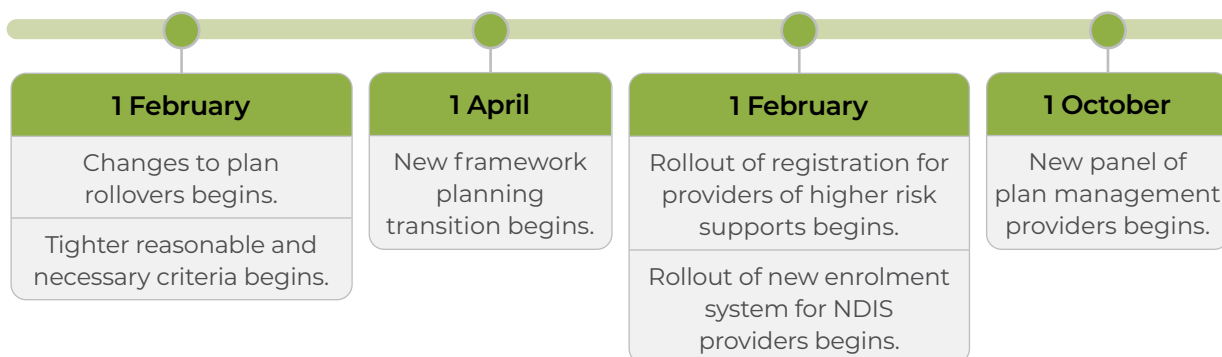 1 February
Changes to plan
rollovers begins.
Tighter reasonable and
necessary criteria begins.
1 April
New framework
planning
transition begins.
1 February
Rollout of registration for
providers of higher risk
supports begins.
Rollout of new enrolment
system for NDIS
providers begins.
1 October
New panel of
plan management
providers begins.